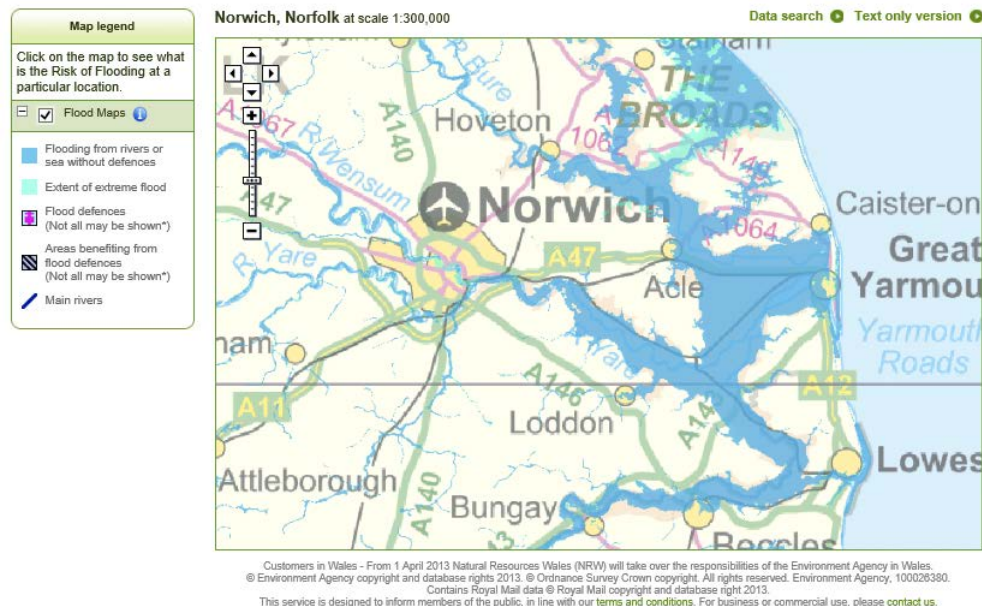 Map legend
Click on the map to see what
is the Risk of Flooding at a
particular location.
Flood Maps
Flooding from rivers or
sea without defences
Extent of extreme flood
Flood defences
(Not all may be shown*)
Areas benefiting from
flood defences
(Not all may be shown*)
Main rivers
Norwich, Norfolk at scale 1:300,000
Data search
Text only version
THE
BROADS
Bure
A1067
R Wensum
A140
Hoveton
1062
A149
A47
Norwich
Caister-on
R Yare
A47
A1064
Great
Yarmou
Acle
Yarmouth
Roads
Yare
A12
A11
A146
Loddon
Attleborough
A140
Lowes
Bungay
Beccles
Customers in Wales - From 1 April 2013 Natural Resources Wales (NRW) will take over the responsibilities of the Environment Agency in Wales.
© Environment Agency copyright and database rights 2013. © Ordnance Survey Crown copyright. All rights reserved. Environment Agency, 100026380.
Contains Royal Mail data © Royal Mail copyright and database right 2013.
This service is designed to inform members of the public, in line with our terms and conditions. For business or commercial use, please contact us.